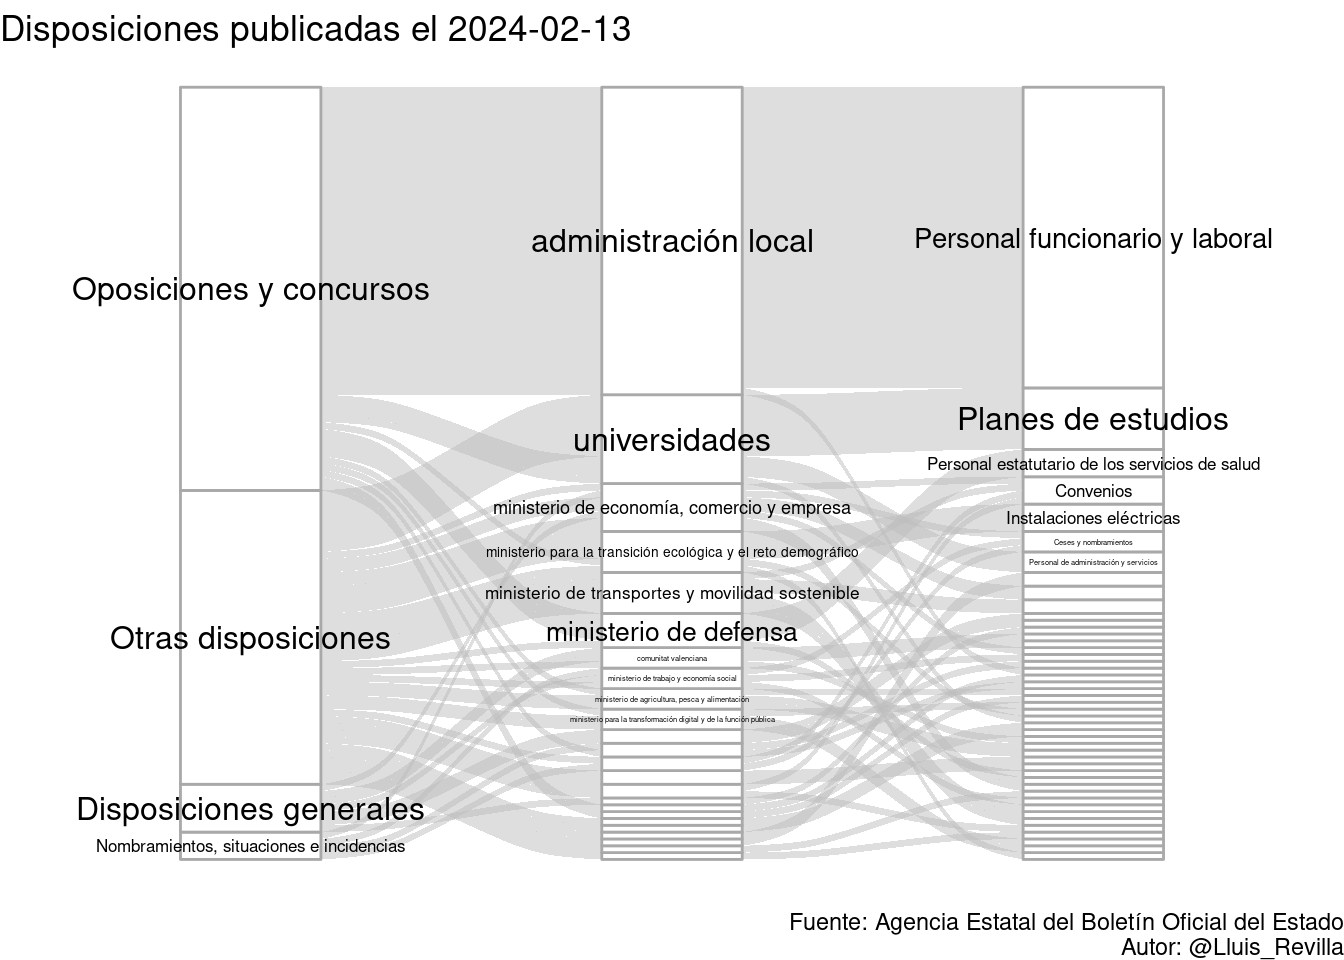 Disposiciones publicadas el 2024-02-13
Oposiciones y concursos
Otras disposiciones
Disposiciones generales
Nombramientos, situaciones e incidencias
administración local
universidades
ministerio de economía, comercio y empresa
ministerio para la transición ecológica y el reto demográfico
ministerio de transportes y movilidad sostenible
ministerio de defensa
comunitat valenciana
ministerio de trabajo y economía social
ministerio de agricultura, pesca y alimentación
ministerio para la transformación digital y de la función pública
Personal funcionario y laboral
Planes de estudios
Personal estatutario de los servicios de salud
Convenios
Instalaciones eléctricas
Ceses y nombramientos
Personal de administración y servicios
Fuente: Agencia Estatal del Boletín Oficial del Estado
Autor: @Lluis_Revilla